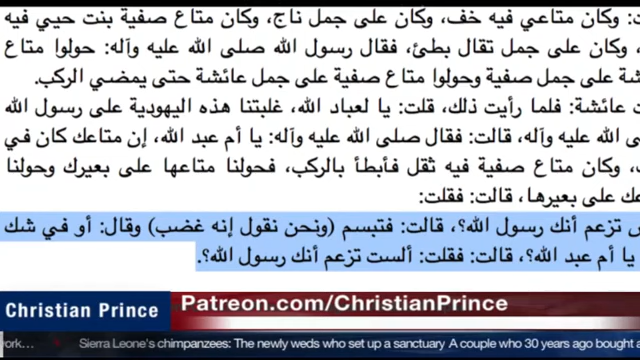 : وكان متاعي فيه خف، وكان على جمل ناج، وكان متاع صفية بنت حيي فيه
، وكان على جمل ثقال بطئ، فقال رسول الله صلى الله عليه وآله: حولوا متاع
شة على جمل صفية وحولوا متاع صفية على جمل عائشة حتى يمضي الركب.
عائشة: فلما رأيت ذلك، قلت: يا لعباد الله، غلبتنا هذه اليهودية على رسول الله
ى الله عليه وآله، قالت: فقال صلى الله عليه وآله: يا أم عبد الله، إن متاعك كان في
، وكان متاع صفية فيه ثقل فأبطأ بالركب، فحولنا متاعها على بعيرك وحولنا
عك على بعيرها، قالت: فقلت:
تزعم أنك رسول الله؟، قالت: فتبسم (ونحن نقول إنه غضب) وقال: أو في شك
يا أم عبد الله؟، قالت: فقلت: ألست تزعم أنك رسول الله؟.
Christian Prince
Patreon.com/ChristianPrince
work... Sierra Leone's chimpanzees: The newly weds who set up a sanctuary A couple who 30 years ago bought a